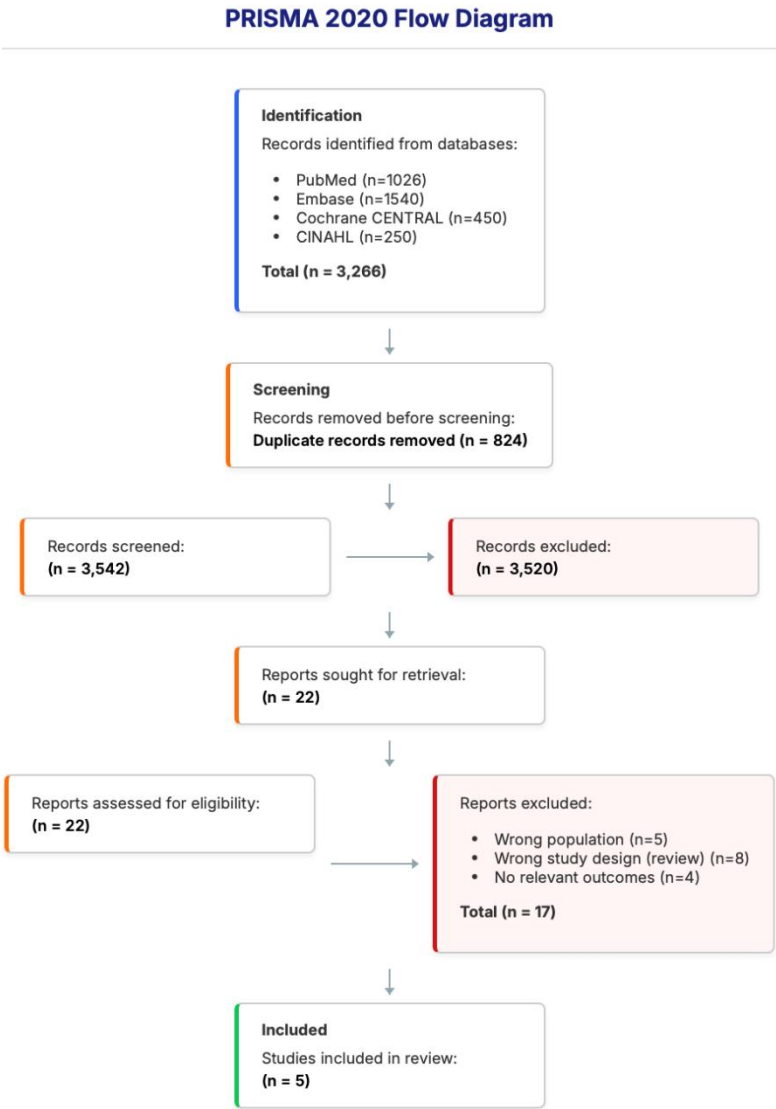 PRISMA 2020 Flow Diagram
Identification
Records identified from databases:
• PubMed (n=1026)
• Embase (n=1540)
• Cochrane CENTRAL (n=450)
• CINAHL (n=250)
Total (n = 3,266)
Screening
Records removed before screening:
Duplicate records removed (n = 824)
Records screened:
(n = 3,542)
Records excluded:
(n = 3,520)
Reports sought for retrieval:
(n = 22)
Reports assessed for eligibility:
(n = 22)
Reports excluded:
• Wrong population (n=5)
• Wrong study design (review) (n=8)
• No relevant outcomes (n=4)
Total (n = 17)
Included
Studies included in review:
(n = 5)